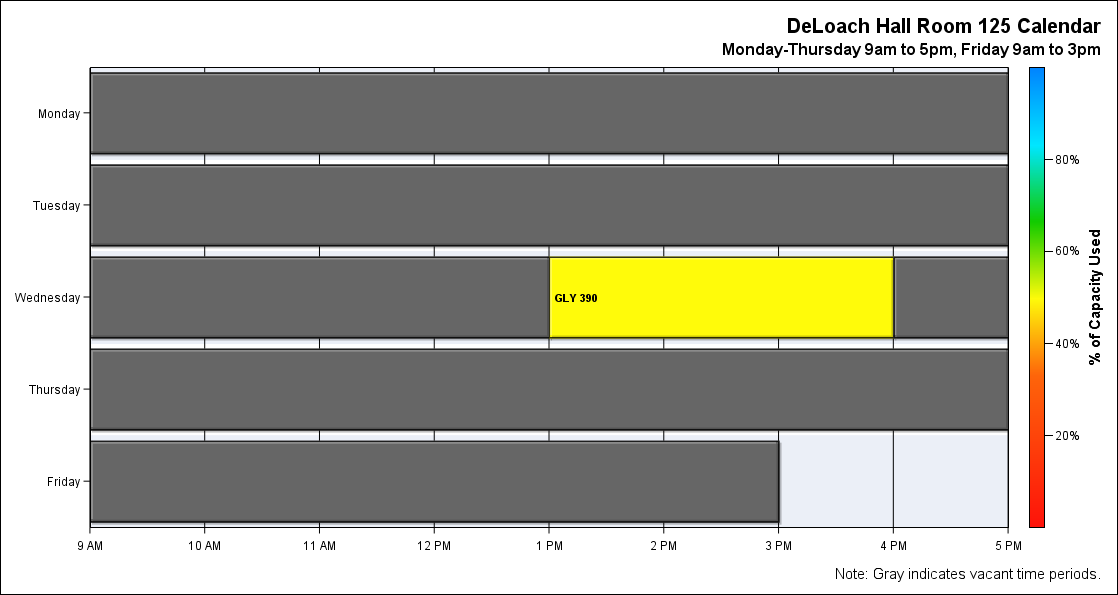 DeLoach Hall Room 125 Calendar
Monday-Thursday 9am to 5pm, Friday 9am to 3pm
Monday
Tuesday
Wednesday
Thursday
Friday
GLY 390
9 AM 10 AM 11 AM 12 PM 1 PM 2 PM 3 PM 4 PM 5 PM
80%
60%
40%
20%
% of Capacity Used
Note: Gray indicates vacant time periods.